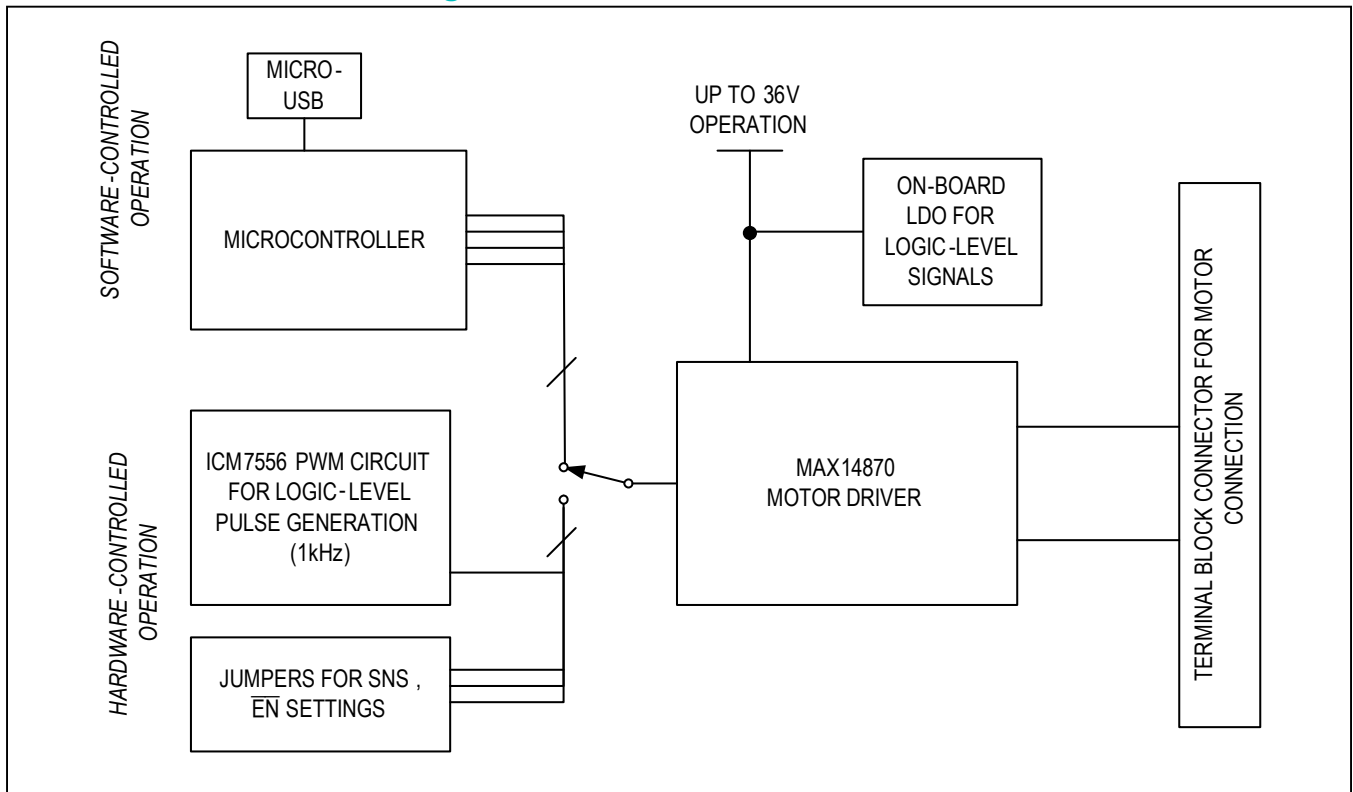 SOFTWARE-CONTROLLED
OPERATION
MICRO-
USB
MICROCONTROLLER
UP TO 36V
OPERATION
ON-BOARD
LDO FOR
LOGIC-LEVEL
SIGNALS
HARDWARE-CONTROLLED
OPERATION
ICM7556 PWM CIRCUIT
FOR LOGIC-LEVEL
PULSE GENERATION
(1kHz)
JUMPERS FOR SNS ,
E̅N̅ SETTINGS
MAX14870
MOTOR DRIVER
TERMINAL BLOCK CONNECTOR FOR MOTOR
CONNECTION